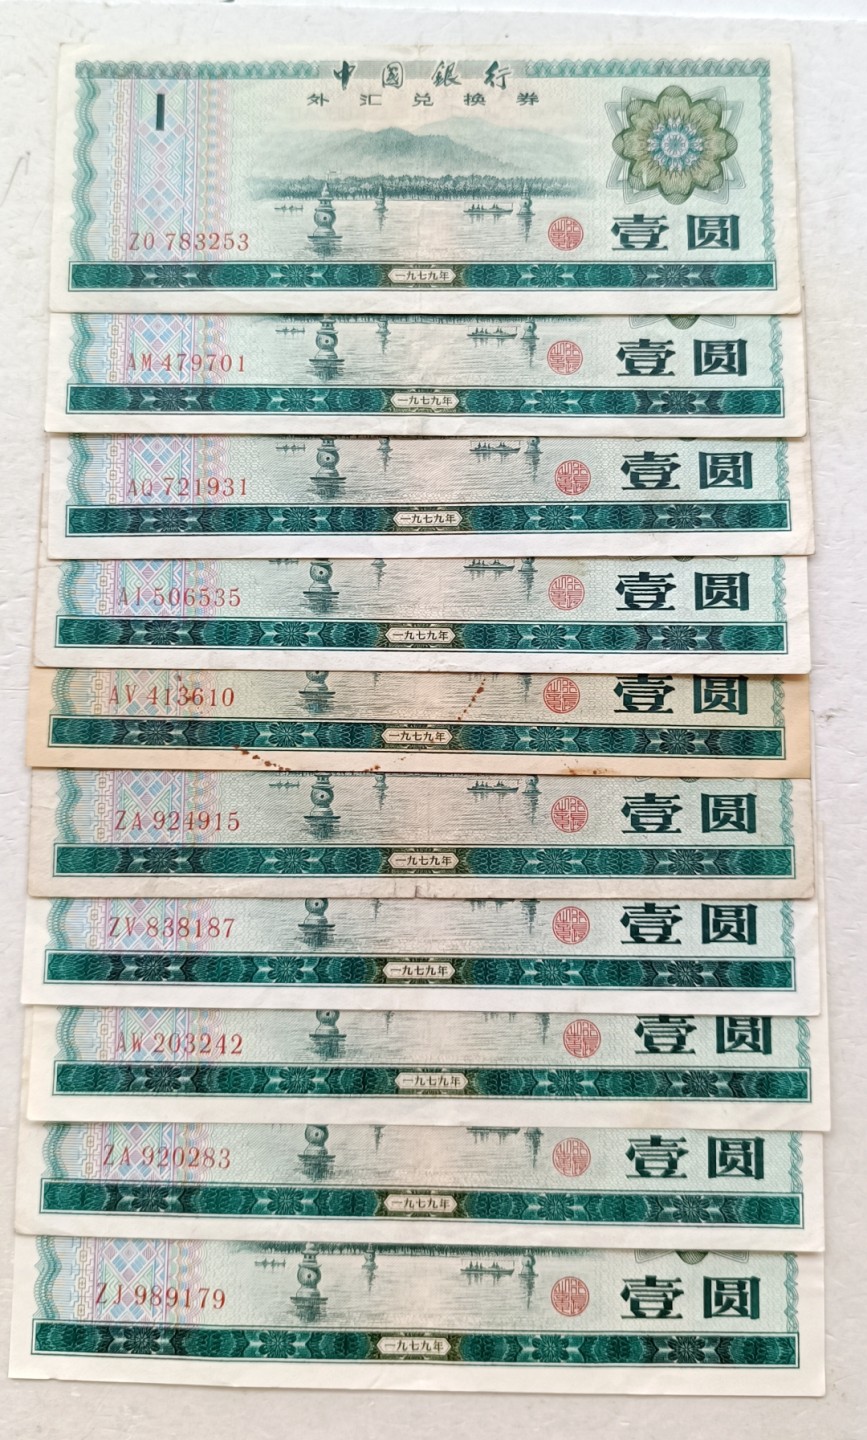 中國銀行
外汇兑换券
1
ZO 783253
壹圆
一九七九年
AM 479701
壹圆
一九七九年
AQ 721931
壹圆
一九七九年
AI 506535
壹圆
一九七九年
AV 413610
壹圆
一九七九年
ZA 924915
壹圆
一九七九年
ZV 838187
壹圆
一九七九年
AW 203242
壹圆
一九七九年
ZA 920283
壹圆
一九七九年
ZJ 989179
壹圆
一九七九年